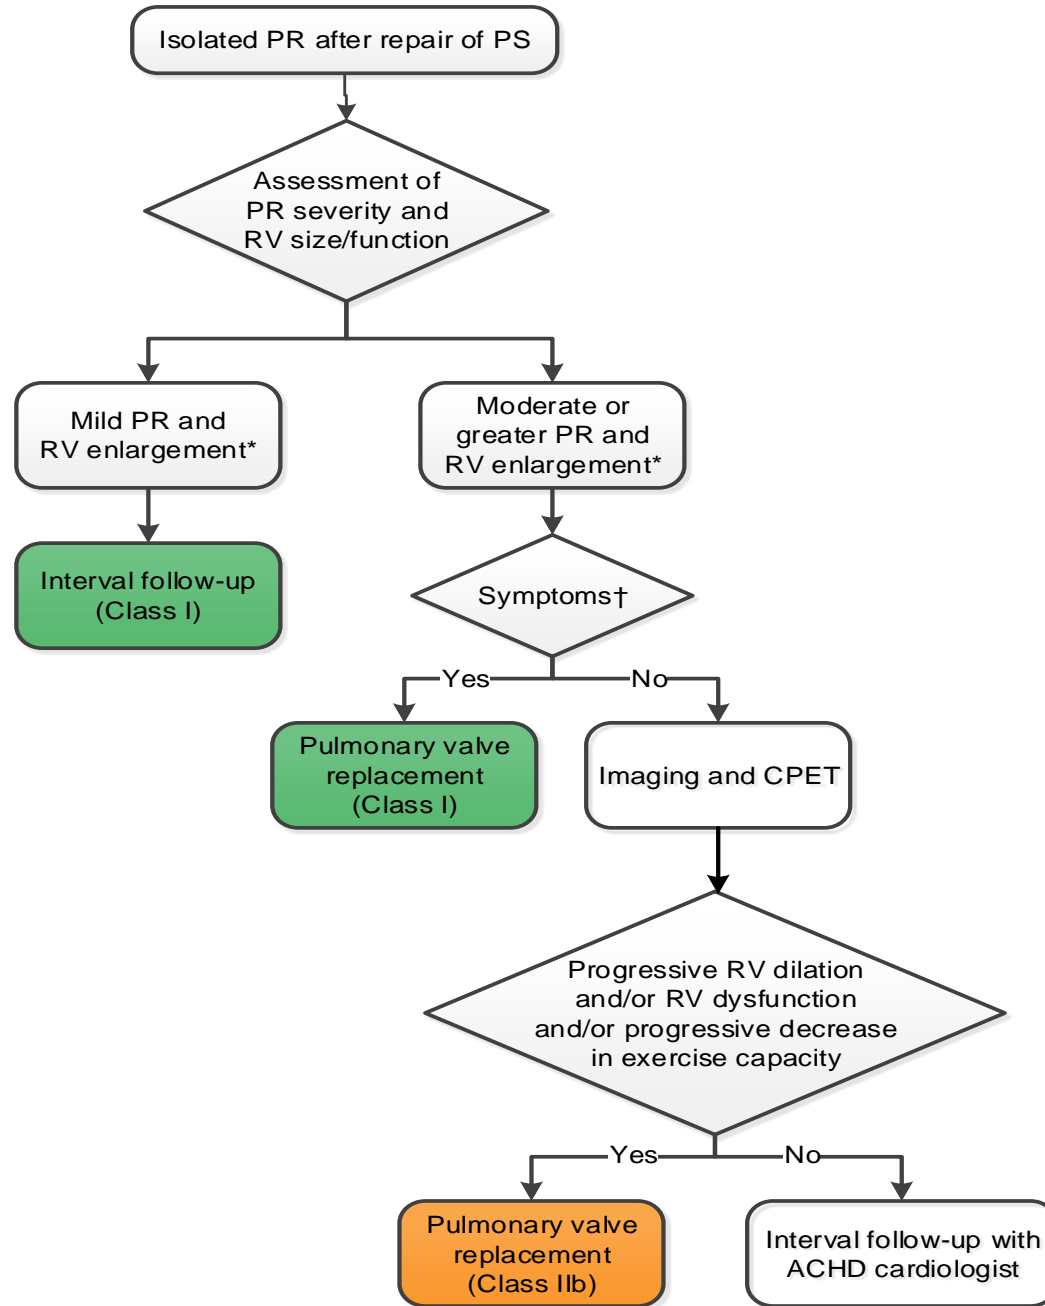 Isolated PR after repair of PS
Assessment of
PR severity and
RV size/function
Mild PR and
RV enlargement*
Moderate or
greater PR and
RV enlargement*
Interval follow-up
(Class I)
Symptoms†
Yes
No
Pulmonary valve
replacement
(Class I)
Imaging and CPET
Progressive RV dilation
and/or RV dysfunction
and/or progressive decrease
in exercise capacity
Yes
No
Pulmonary valve
replacement
(Class IIb)
Interval follow-up with
ACHD cardiologist